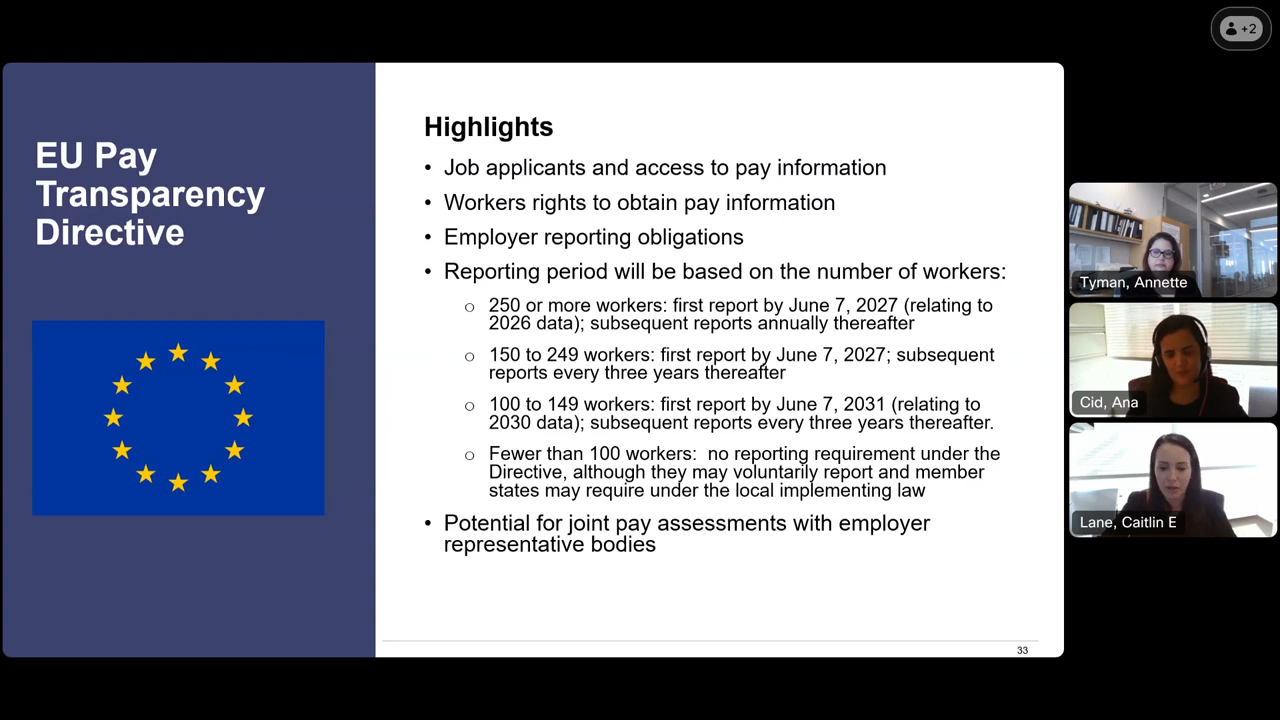 +2
EU Pay
Transparency
Directive
Highlights
• Job applicants and access to pay information
• Workers rights to obtain pay information
• Employer reporting obligations
• Reporting period will be based on the number of workers:
o 250 or more workers: first report by June 7, 2027 (relating to
2026 data); subsequent reports annually thereafter
o 150 to 249 workers: first report by June 7, 2027; subsequent
reports every three years thereafter
o 100 to 149 workers: first report by June 7, 2031 (relating to
2030 data); subsequent reports every three years thereafter.
o Fewer than 100 workers:  no reporting requirement under the
Directive, although they may voluntarily report and member
states may require under the local implementing law
• Potential for joint pay assessments with employer
representative bodies
33
Tyman, Annette
Cid, Ana
Lane, Caitlin E